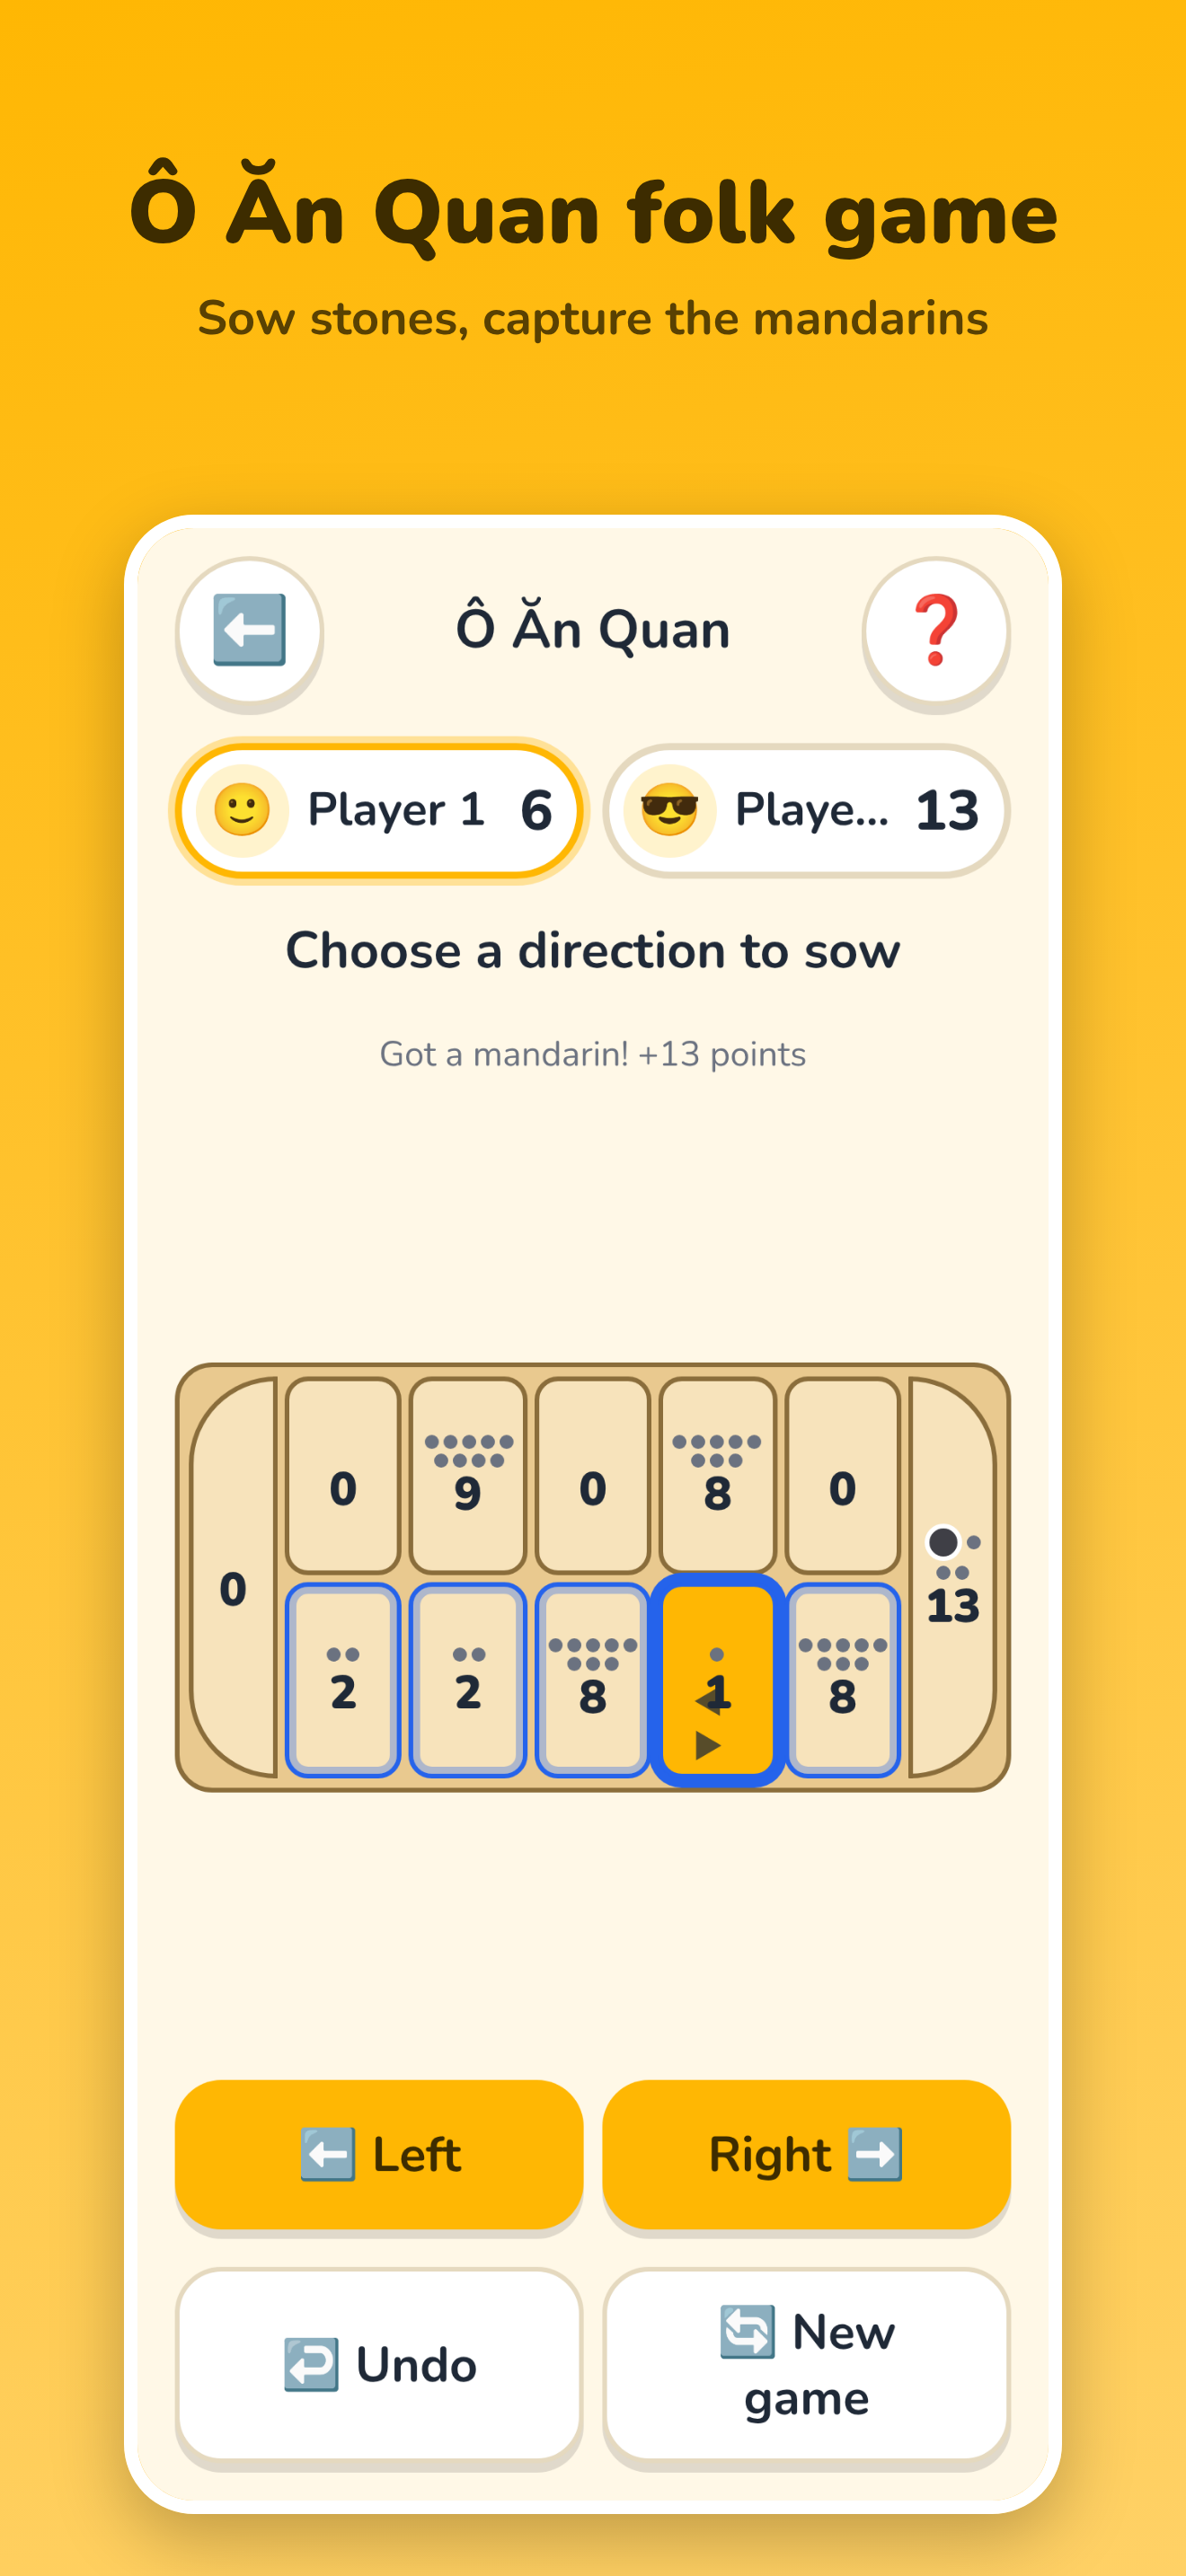 Ô Ăn Quan folk game
Sow stones, capture the mandarins
Ô Ăn Quan
Player 1 6
Playe... 13
Choose a direction to sow
Got a mandarin! +13 points
0 9 0 8 0
0
13
2 2 8 1 8
Left
Right
Undo
New
game